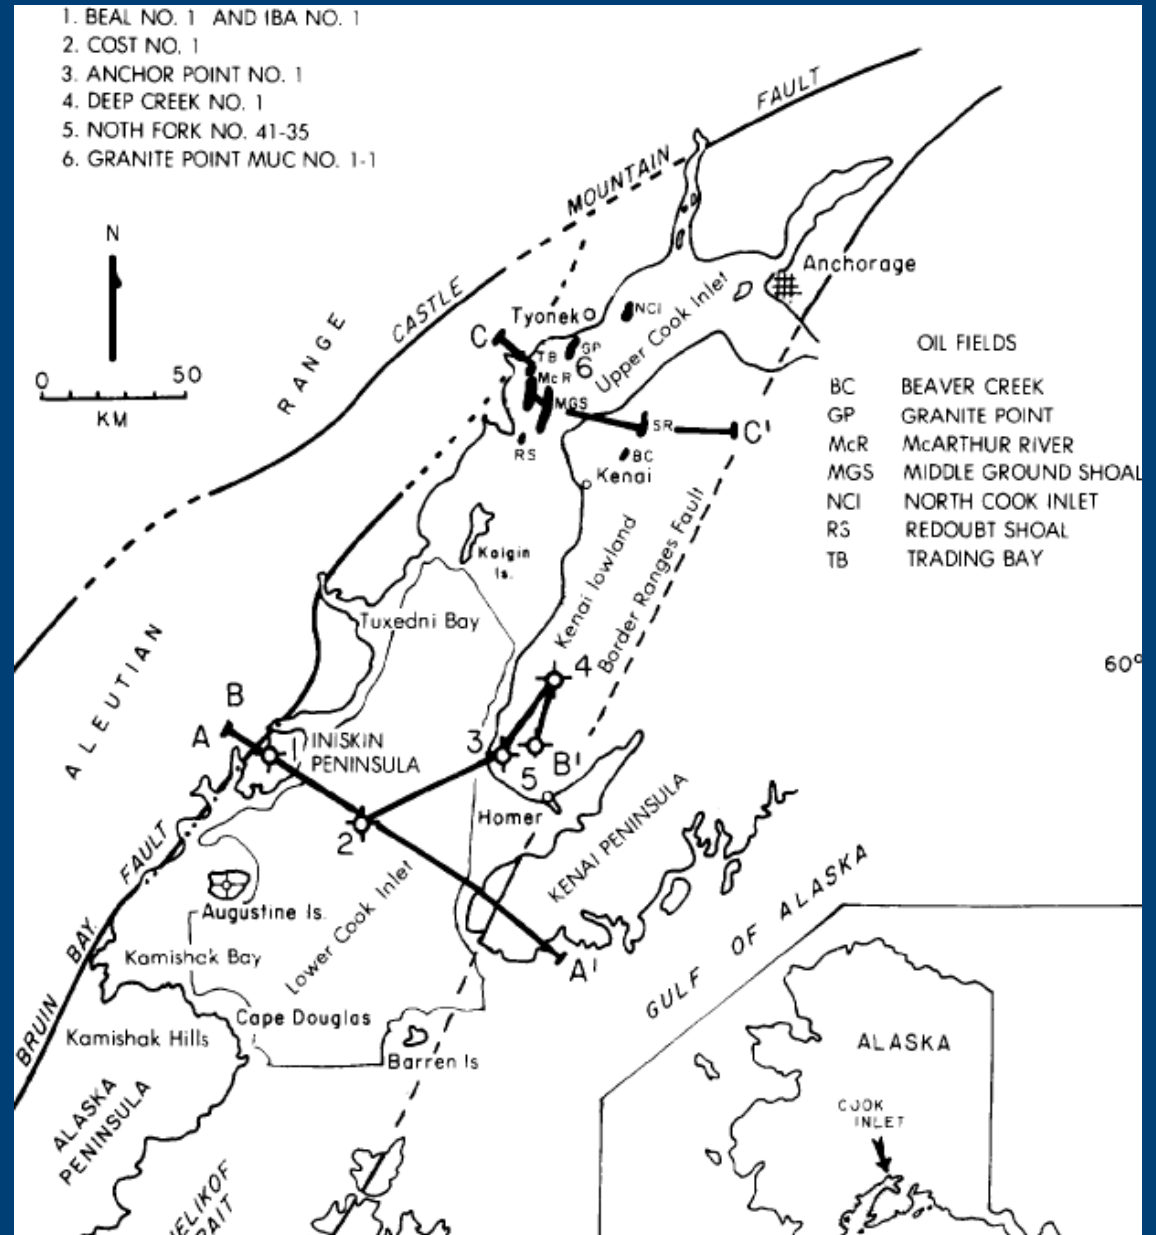 1. BEAL NO. 1 AND IBA NO. 1
2. COST NO. 1
3. ANCHOR POINT NO. 1
4. DEEP CREEK NO. 1
5. NOTH FORK NO. 41-35
6. GRANITE POINT MUC NO. 1-1
N
0 50
KM
CASTLE MOUNTAIN FAULT
ALEUTIAN RANGE
Anchorage
Upper Cook Inlet
Tyonek
NCI
C
TB
GP
6
McR
MGS
SR
C'
RS
BC
Kenai
OIL FIELDS
BC BEAVER CREEK
GP GRANITE POINT
McR McARTHUR RIVER
MGS MIDDLE GROUND SHOAL
NCI NORTH COOK INLET
RS REDOUBT SHOAL
TB TRADING BAY
Kalgin
Is.
Kenai lowland
Border Ranges Fault
Tuxedni Bay
60°
4
B
A
1
INISKIN
PENINSULA
3
5
B'
2
Homer
KENAI PENINSULA
BRUIN BAY FAULT
Augustine Is.
Lower Cook Inlet
Kamishak Bay
A'
GULF OF ALASKA
Cape Douglas
Kamishak Hills
Barren Is
ALASKA
PENINSULA
ELIKOF
RAIT
ALASKA
COOK
INLET